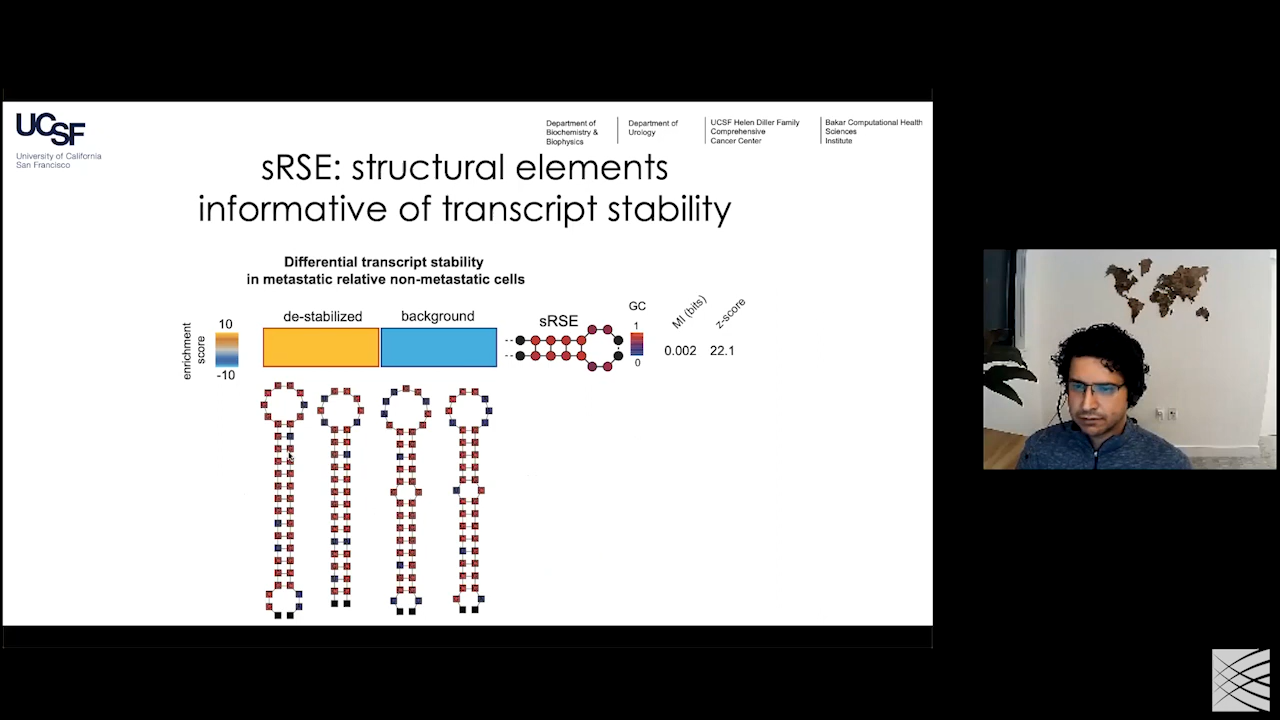 UCSF
University of California
San Francisco
Department of
Biochemistry &
Biophysics
Department of
Urology
UCSF Helen Diller Family
Comprehensive
Cancer Center
Bakar Computational Health
Sciences
Institute
sRSE: structural elements
informative of transcript stability
Differential transcript stability
in metastatic relative non-metastatic cells
enrichment
score
10
-10
de-stabilized
background
sRSE
GC
1
0
MI (bits)
z-score
0.002
22.1